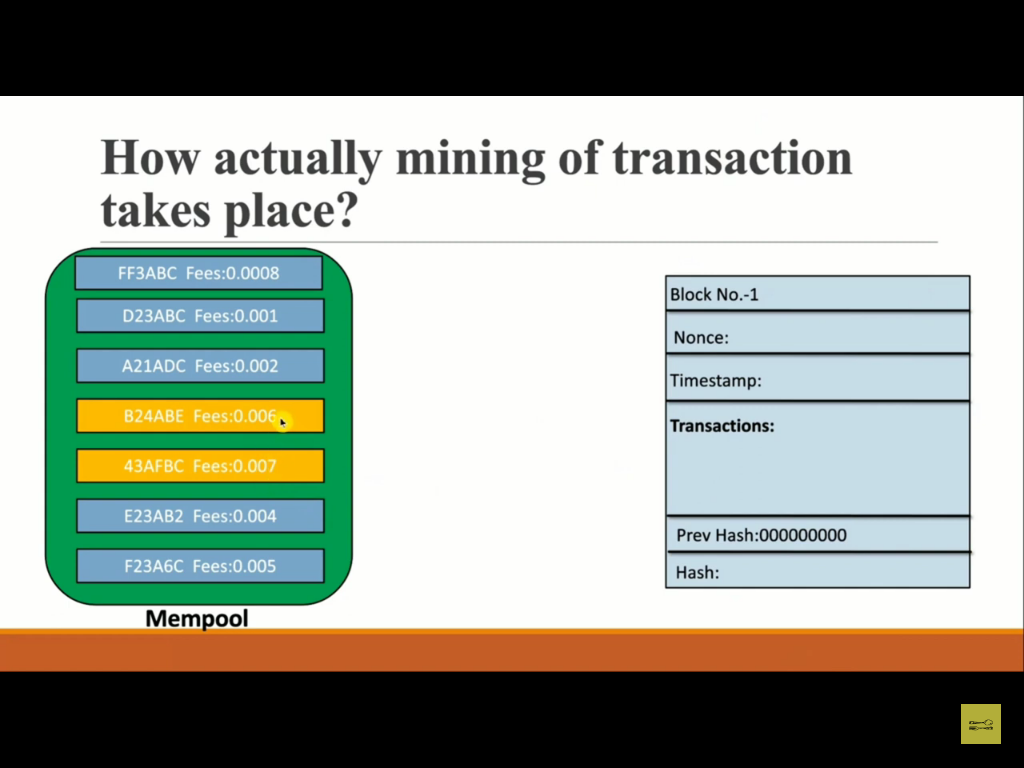 How actually mining of transaction
takes place?
FF3ABC Fees:0.0008
D23ABC Fees:0.001
A21ADC Fees:0.002
B24ABE Fees:0.006
43AFBC Fees:0.007
E23AB2 Fees:0.004
F23A6C Fees:0.005
Mempool
Block No.-1
Nonce:
Timestamp:
Transactions:
Prev Hash:000000000
Hash: